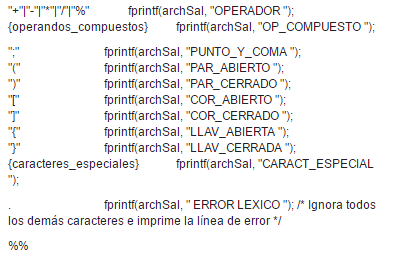 "+"|"-"|"*"|"/"|"%" fprintf(archSal, "OPERADOR ");
{operandos_compuestos} fprintf(archSal, "OP_COMPUESTO ");
";" fprintf(archSal, "PUNTO_Y_COMA ");
"(" fprintf(archSal, "PAR_ABIERTO ");
")" fprintf(archSal, "PAR_CERRADO ");
"[" fprintf(archSal, "COR_ABIERTO ");
"]" fprintf(archSal, "COR_CERRADO ");
"{" fprintf(archSal, "LLAV_ABIERTA ");
"}" fprintf(archSal, "LLAV_CERRADA ");
{caracteres_especiales} fprintf(archSal, "CARACT_ESPECIAL
");
. fprintf(archSal, " ERROR LEXICO "); /* Ignora todos
los demás caracteres e imprime la línea de error */
%%